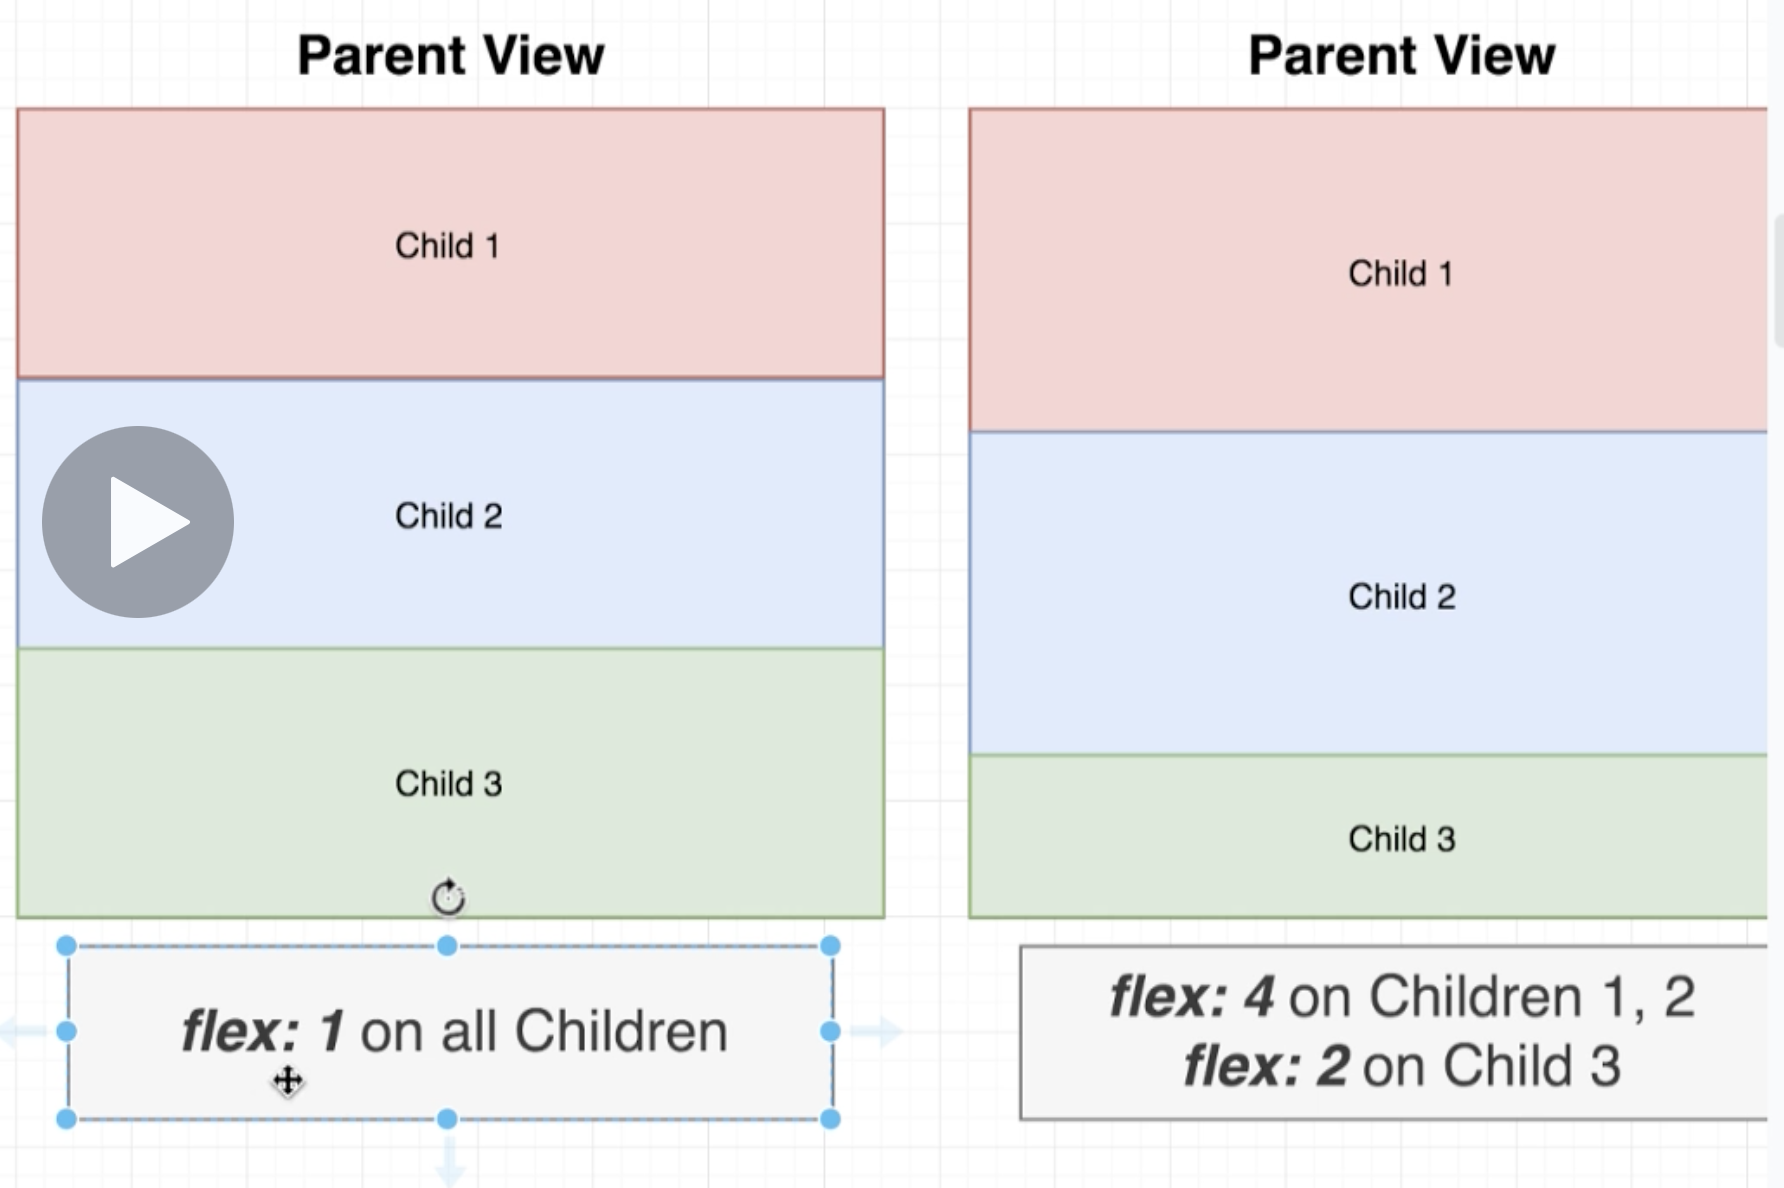 Parent View
Child 1
Child 2
Child 3
flex: 1 on all Children
Parent View
Child 1
Child 2
Child 3
flex: 4 on Children 1, 2
flex: 2 on Child 3